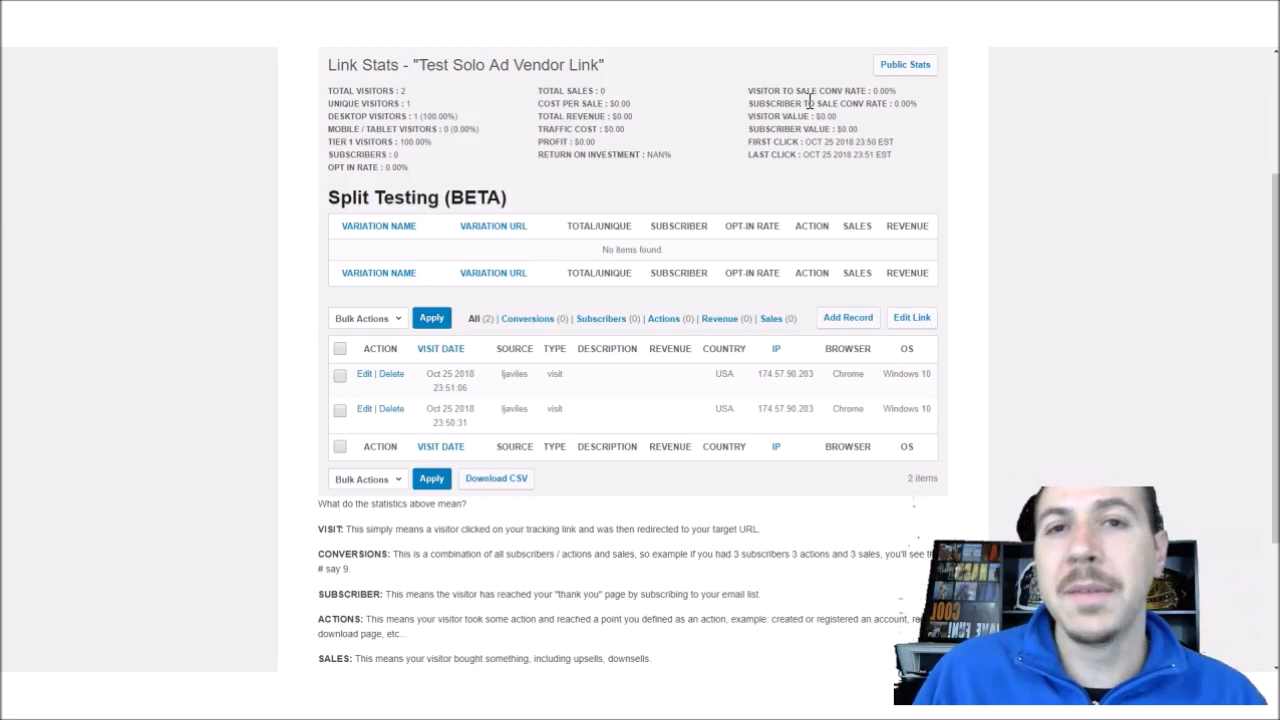 Link Stats - "Test Solo Ad Vendor Link"
Public Stats
TOTAL VISITORS : 2
UNIQUE VISITORS : 1
DESKTOP VISITORS : 1 (100.00%)
MOBILE / TABLET VISITORS : 0 (0.00%)
TIER 1 VISITORS : 100.00%
SUBSCRIBERS : 0
OPT IN RATE : 0.00%
TOTAL SALES : 0
COST PER SALE : $0.00
TOTAL REVENUE : $0.00
TRAFFIC COST : $0.00
PROFIT : $0.00
RETURN ON INVESTMENT : NAN%
VISITOR TO SALE CONV RATE : 0.00%
SUBSCRIBER TO SALE CONV RATE : 0.00%
VISITOR VALUE : $0.00
SUBSCRIBER VALUE : $0.00
FIRST CLICK : OCT 25 2018 23:50 EST
LAST CLICK : OCT 25 2018 23:51 EST
Split Testing (BETA)
VARIATION NAME VARIATION URL TOTAL/UNIQUE SUBSCRIBER OPT-IN RATE ACTION SALES REVENUE
No items found.
VARIATION NAME VARIATION URL TOTAL/UNIQUE SUBSCRIBER OPT-IN RATE ACTION SALES REVENUE
Bulk Actions Apply All (2) | Conversions (0) | Subscribers (0) | Actions (0) | Revenue (0) | Sales (0) Add Record Edit Link
ACTION VISIT DATE SOURCE TYPE DESCRIPTION REVENUE COUNTRY IP BROWSER OS
Edit | Delete Oct 25 2018 ljaviles visit USA 174.57.90.203 Chrome Windows 10
23:51:06
Edit | Delete Oct 25 2018 ljaviles visit USA 174.57.90.203 Chrome Windows 10
23:50:31
ACTION VISIT DATE SOURCE TYPE DESCRIPTION REVENUE COUNTRY IP BROWSER OS
Bulk Actions Apply Download CSV 2 items
What do the statistics above mean?
VISIT: This simply means a visitor clicked on your tracking link and was then redirected to your target URL.
CONVERSIONS: This is a combination of all subscribers / actions and sales, so example if you had 3 subscribers 3 actions and 3 sales, you'll see
# say 9.
SUBSCRIBER: This means the visitor has reached your "thank you" page by subscribing to your email list.
ACTIONS: This means your visitor took some action and reached a point you defined as an action, example: created or registered an account,
download page, etc...
SALES: This means your visitor bought something, including upsells, downsells.
COOL